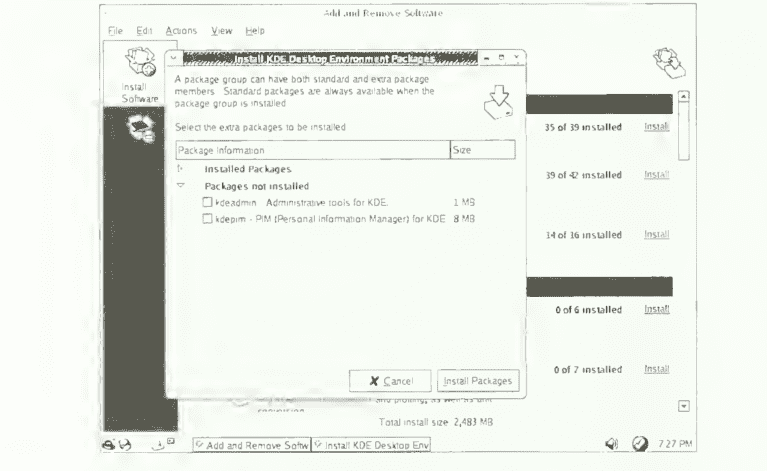 Add and Remove Software
File Edit Actions View Help
Install
Software
Install KDE Desktop Environment Packages
A package group can have both standard and extra package
members Standard packages are always available when the
package group is installed
Select the extra packages to be installed
Package Information Size
Installed Packages
Packages not installed
kdeadmin Administrative tools for KDE. 1 MB
kdepim - PIM (Personal Information Manager) for KDE 8 MB
Cancel Install Packages
35 of 39 installed Install
39 of 42 installed Install
14 of 16 installed Install
0 of 6 installed Install
0 of 7 installed Install
Total install size 2,483 MB
Add and Remove Softw Install KDE Desktop Env 7:27 PM